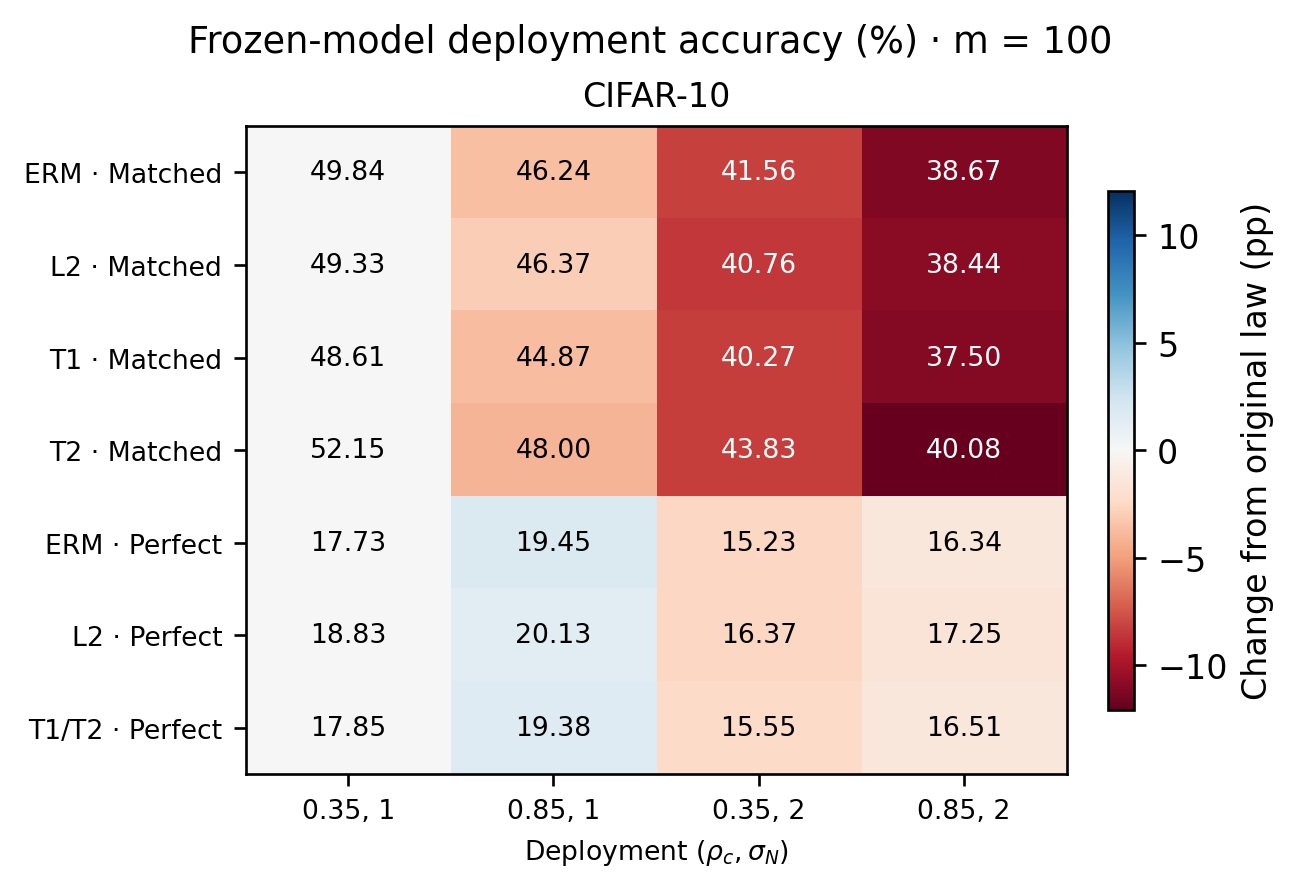 Frozen-model deployment accuracy (%) · m = 100
CIFAR-10
ERM · Matched 49.84 46.24 41.56 38.67
L2 · Matched 49.33 46.37 40.76 38.44
T1 · Matched 48.61 44.87 40.27 37.50
T2 · Matched 52.15 48.00 43.83 40.08
ERM · Perfect 17.73 19.45 15.23 16.34
L2 · Perfect 18.83 20.13 16.37 17.25
T1/T2 · Perfect 17.85 19.38 15.55 16.51
0.35, 1 0.85, 1 0.35, 2 0.85, 2
Deployment (ρc, σN)
10
5
0
−5
−10
Change from original law (pp)